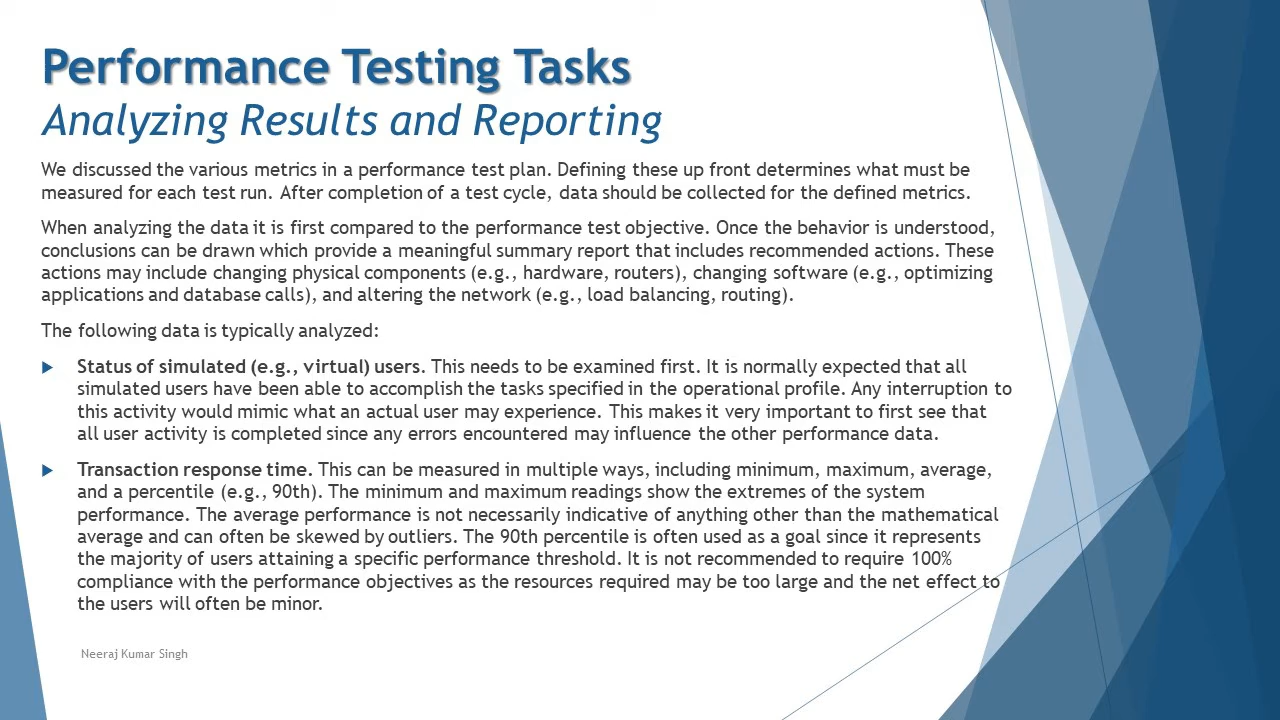 Performance Testing Tasks
Analyzing Results and Reporting
We discussed the various metrics in a performance test plan. Defining these up front determines what must be
measured for each test run. After completion of a test cycle, data should be collected for the defined metrics.
When analyzing the data it is first compared to the performance test objective. Once the behavior is understood,
conclusions can be drawn which provide a meaningful summary report that includes recommended actions. These
actions may include changing physical components (e.g., hardware, routers), changing software (e.g., optimizing
applications and database calls), and altering the network (e.g., load balancing, routing).
The following data is typically analyzed:
Status of simulated (e.g., virtual) users. This needs to be examined first. It is normally expected that all
simulated users have been able to accomplish the tasks specified in the operational profile. Any interruption to
this activity would mimic what an actual user may experience. This makes it very important to first see that
all user activity is completed since any errors encountered may influence the other performance data.
Transaction response time. This can be measured in multiple ways, including minimum, maximum, average,
and a percentile (e.g., 90th). The minimum and maximum readings show the extremes of the system
performance. The average performance is not necessarily indicative of anything other than the mathematical
average and can often be skewed by outliers. The 90th percentile is often used as a goal since it represents
the majority of users attaining a specific performance threshold. It is not recommended to require 100%
compliance with the performance objectives as the resources required may be too large and the net effect to
the users will often be minor.
Neeraj Kumar Singh